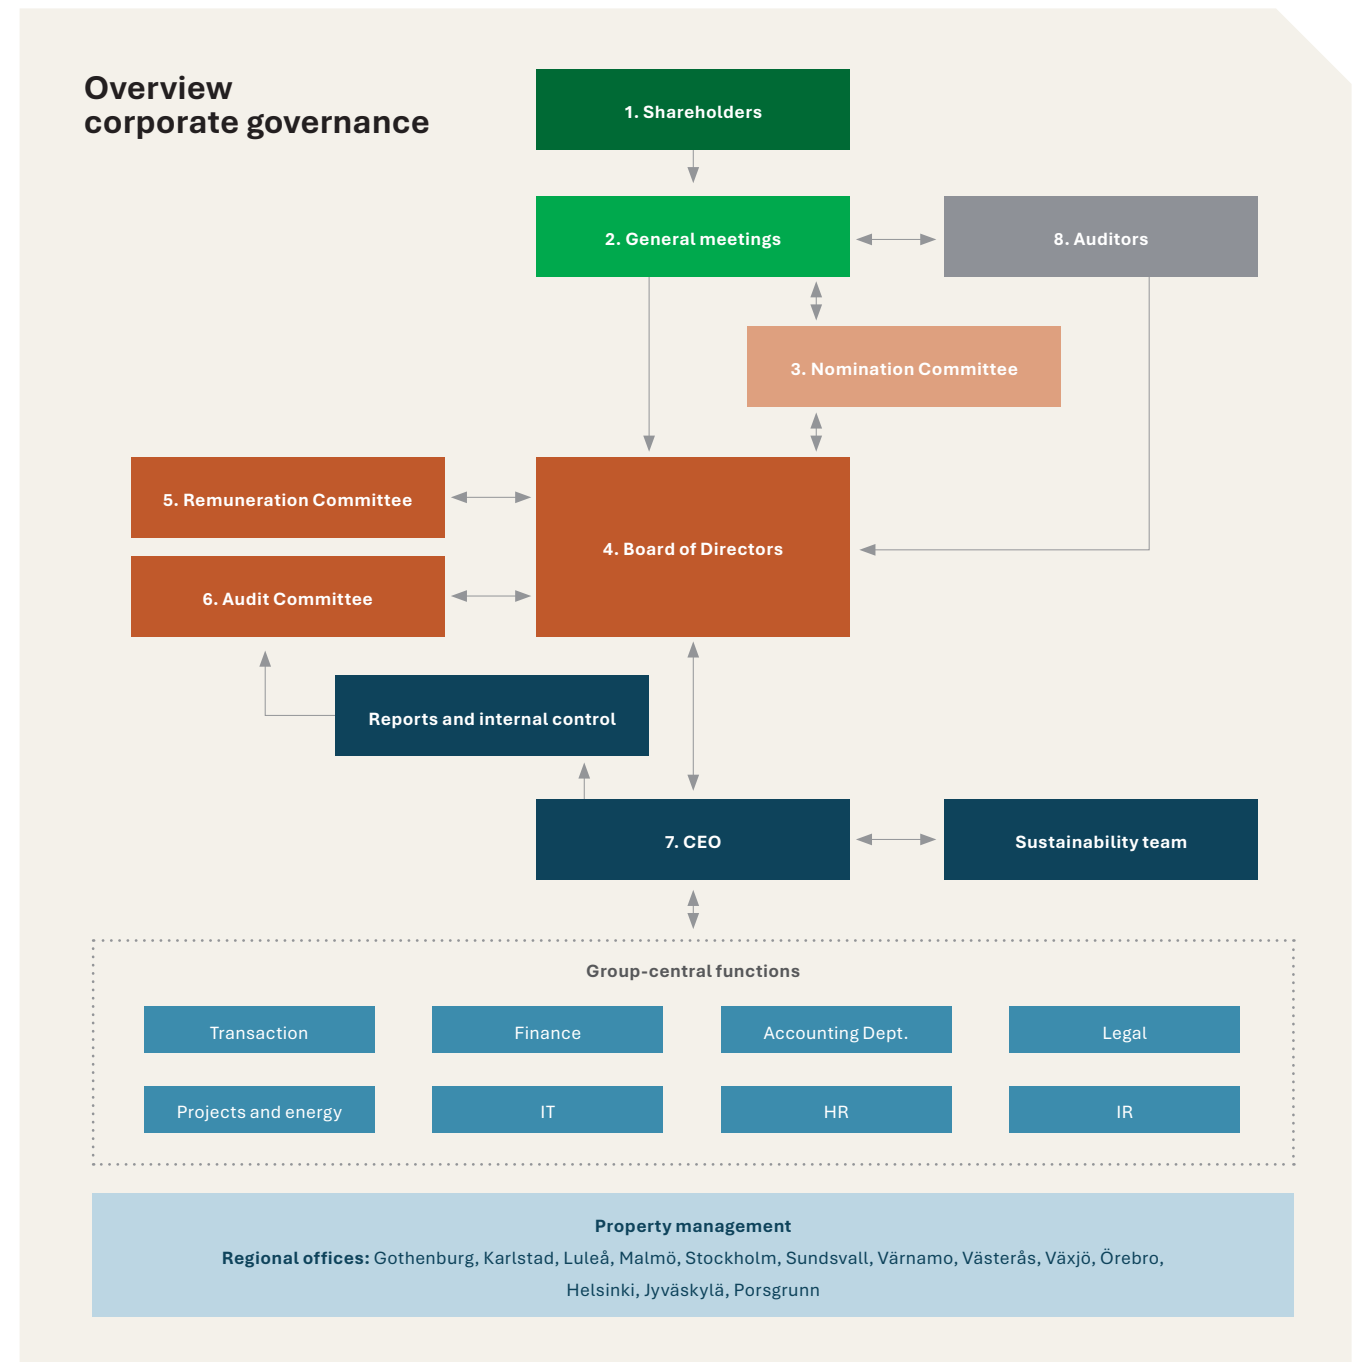 Overview
corporate governance
1. Shareholders
2. General meetings
8. Auditors
3. Nomination Committee
5. Remuneration Committee
4. Board of Directors
6. Audit Committee
Reports and internal control
7. CEO
Sustainability team
Group-central functions
Transaction
Finance
Accounting Dept.
Legal
Projects and energy
IT
HR
IR
Property management
Regional offices: Gothenburg, Karlstad, Luleå, Malmö, Stockholm, Sundsvall, Värnamo, Västerås, Växjö, Örebro,
Helsinki, Jyväskylä, Porsgrunn